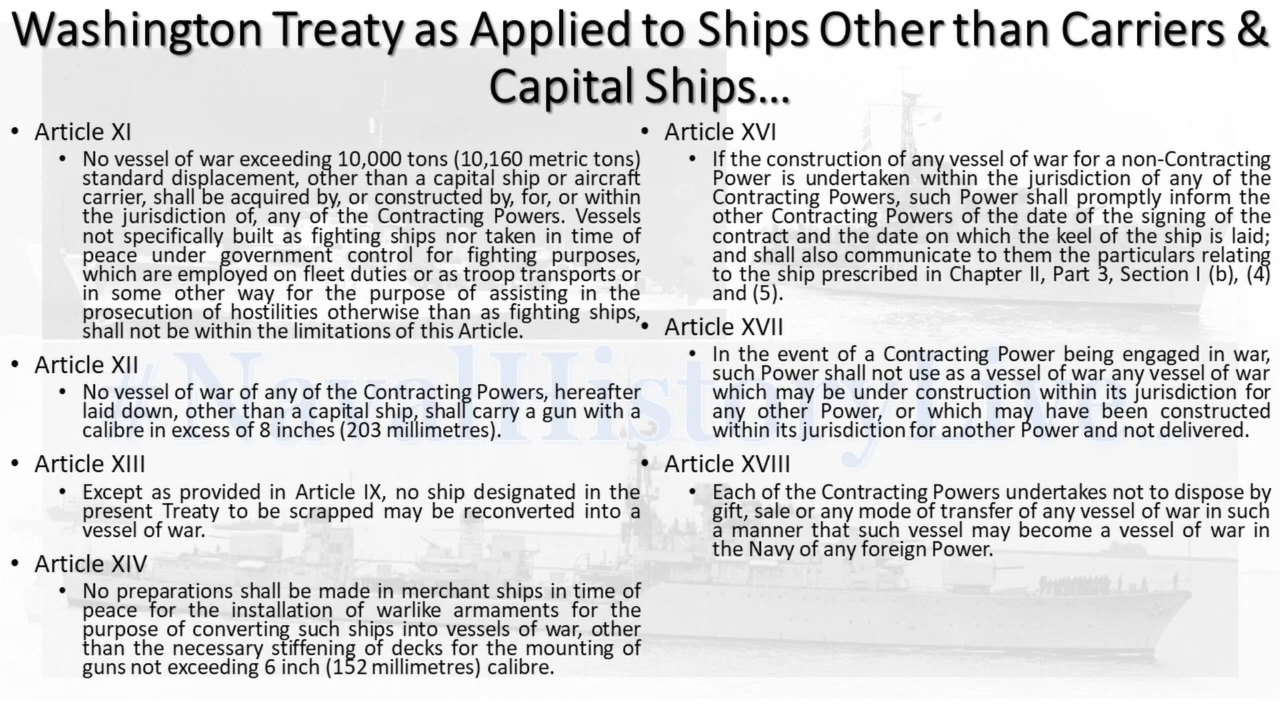 Washington Treaty as Applied to Ships Other than Carriers &
Capital Ships…
• Article XI
• No vessel of war exceeding 10,000 tons (10,160 metric tons)
standard displacement, other than a capital ship or aircraft
carrier, shall be acquired by, or constructed by, for, or within
the jurisdiction of, any of the Contracting Powers. Vessels
not specifically built as fighting ships nor taken in time of
peace under government control for fighting purposes,
which are employed on fleet duties or as troop transports or
in some other way for the purpose of assisting in the
prosecution of hostilities otherwise than as fighting ships,
shall not be within the limitations of this Article.
• Article XII
• No vessel of war of any of the Contracting Powers, hereafter
laid down, other than a capital ship, shall carry a gun with a
calibre in excess of 8 inches (203 millimetres).
• Article XIII
• Except as provided in Article IX, no ship designated in the
present Treaty to be scrapped may be reconverted into a
vessel of war.
• Article XIV
• No preparations shall be made in merchant ships in time of
peace for the installation of warlike armaments for the
purpose of converting such ships into vessels of war, other
than the necessary stiffening of decks for the mounting of
guns not exceeding 6 inch (152 millimetres) calibre.
• Article XVI
• If the construction of any vessel of war for a non-Contracting
Power is undertaken within the jurisdiction of any of the
Contracting Powers, such Power shall promptly inform the
other Contracting Powers of the date of the signing of the
contract and the date on which the keel of the ship is laid;
and shall also communicate to them the particulars relating
to the ship prescribed in Chapter II, Part 3, Section I (b), (4)
and (5).
• Article XVII
• In the event of a Contracting Power being engaged in war,
such Power shall not use as a vessel of war any vessel of war
which may be under construction within its jurisdiction for
any other Power, or which may have been constructed
within its jurisdiction for another Power and not delivered.
• Article XVIII
• Each of the Contracting Powers undertakes not to dispose by
gift, sale or any mode of transfer of any vessel of war in such
a manner that such vessel may become a vessel of war in
the Navy of any foreign Power.
#NavalHistoryLive